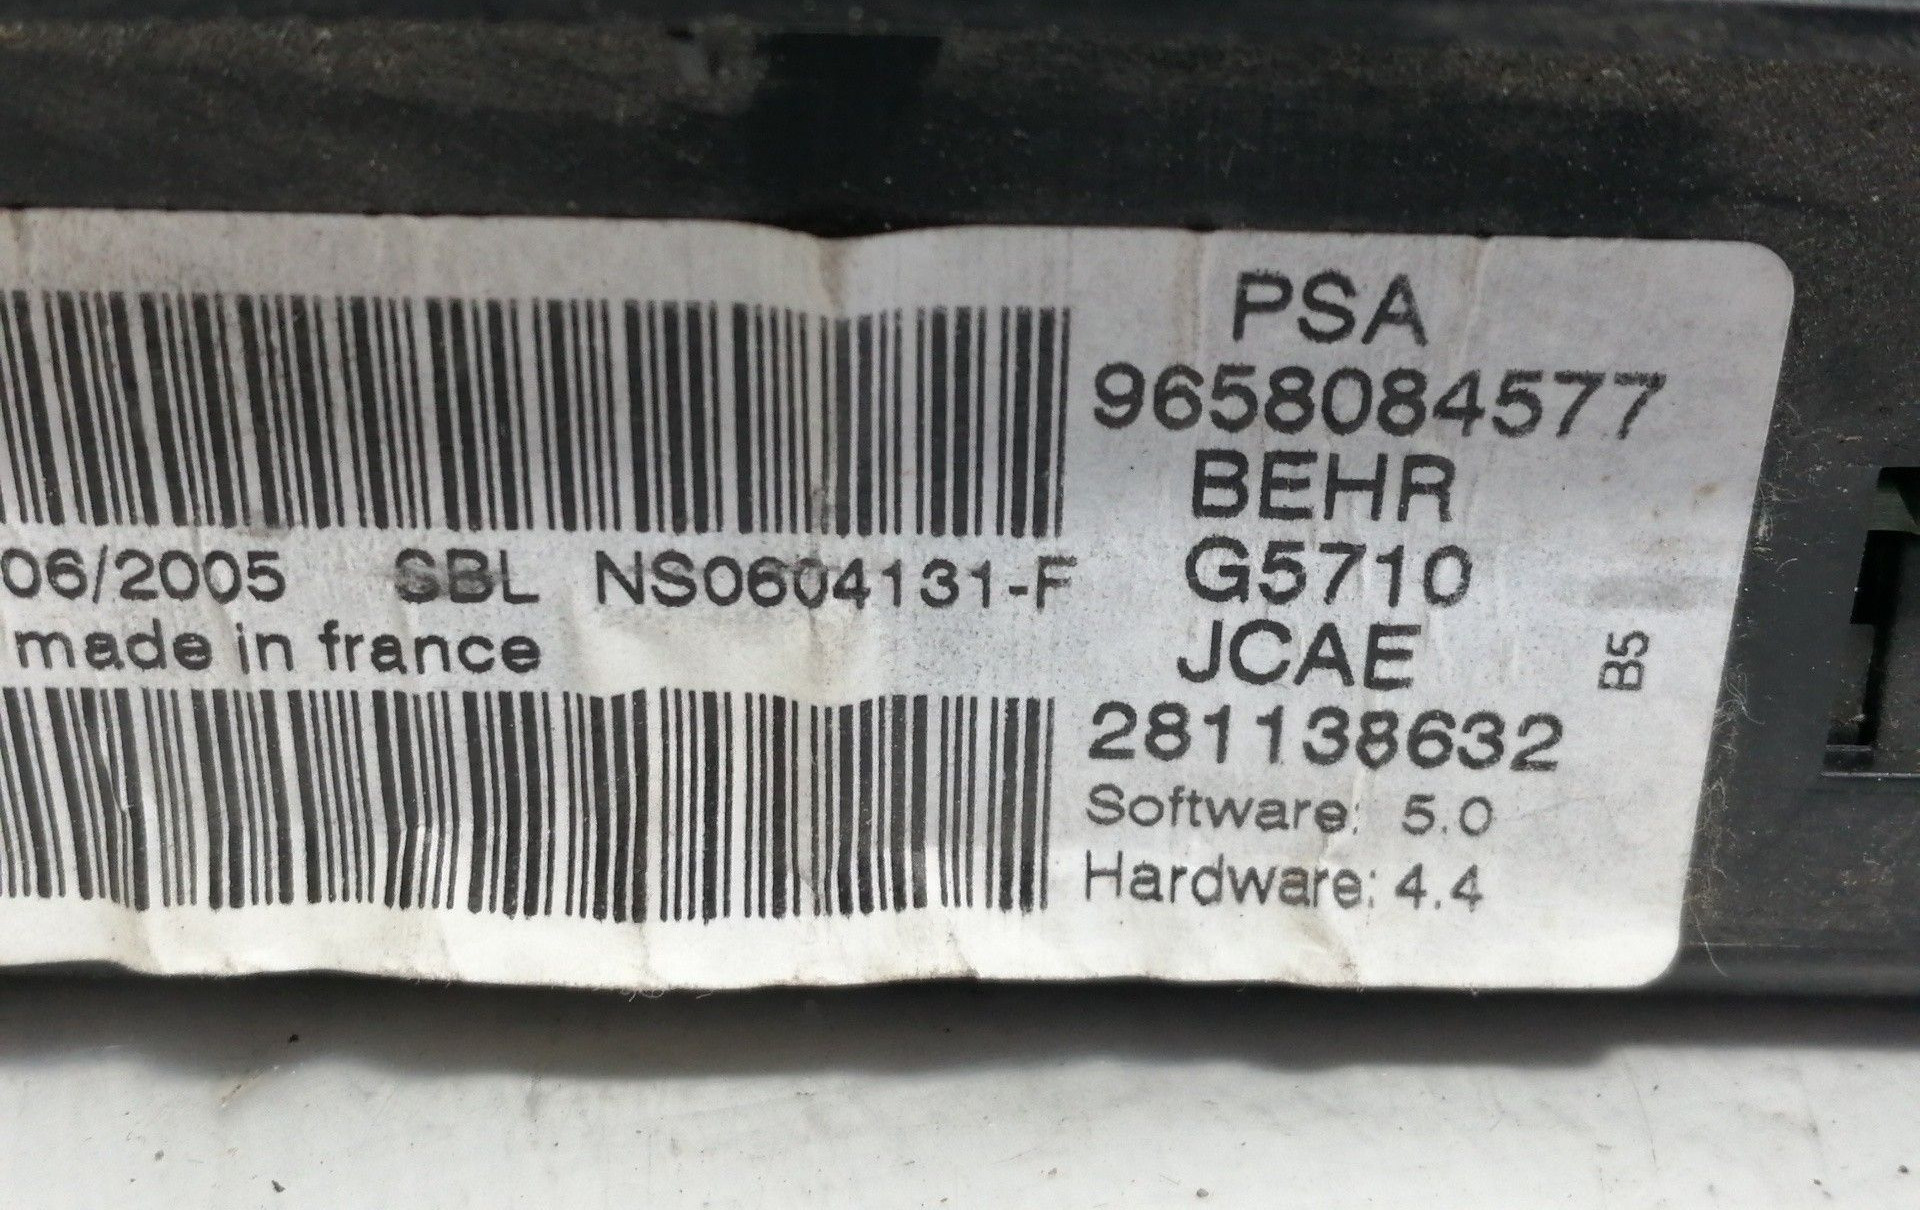 PSA
9658084577
BEHR
G5710
JCAE
281138632
Software: 5.0
Hardware: 4.4
B5
06/2005 SBL NS0604131-F
made in france